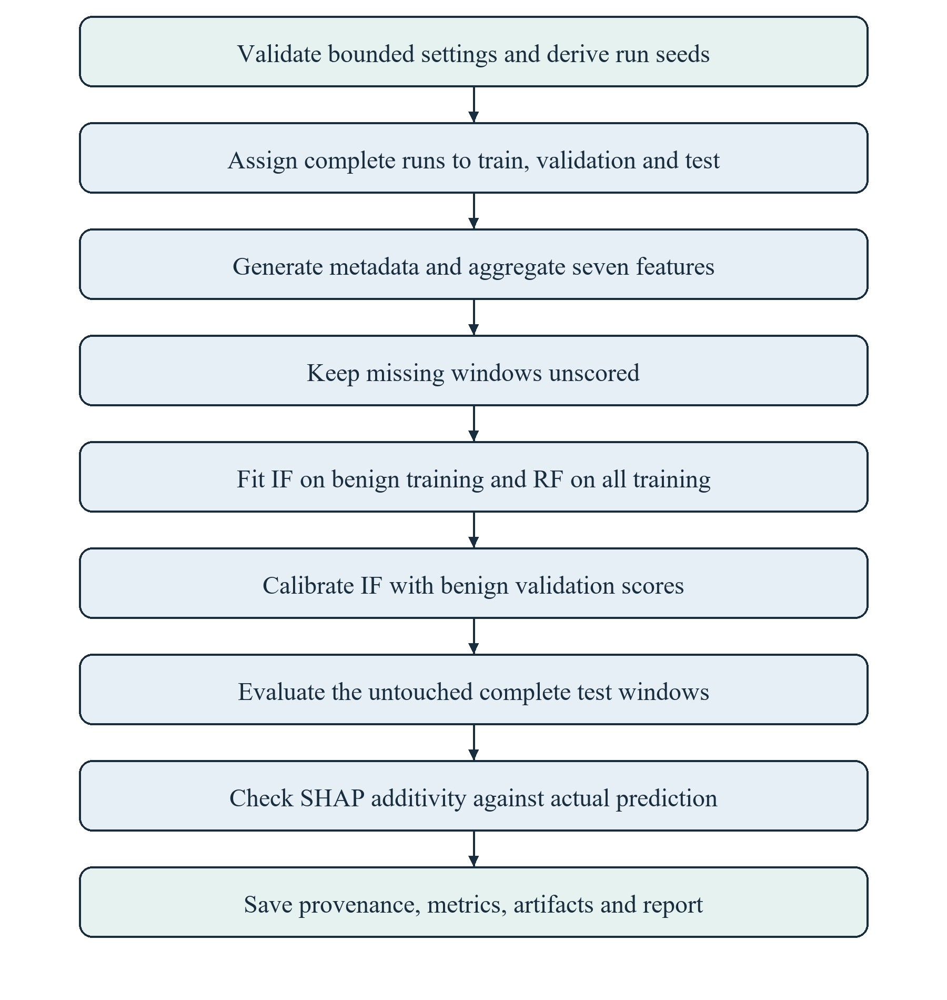 Validate bounded settings and derive run seeds
Assign complete runs to train, validation and test
Generate metadata and aggregate seven features
Keep missing windows unscored
Fit IF on benign training and RF on all training
Calibrate IF with benign validation scores
Evaluate the untouched complete test windows
Check SHAP additivity against actual prediction
Save provenance, metrics, artifacts and report